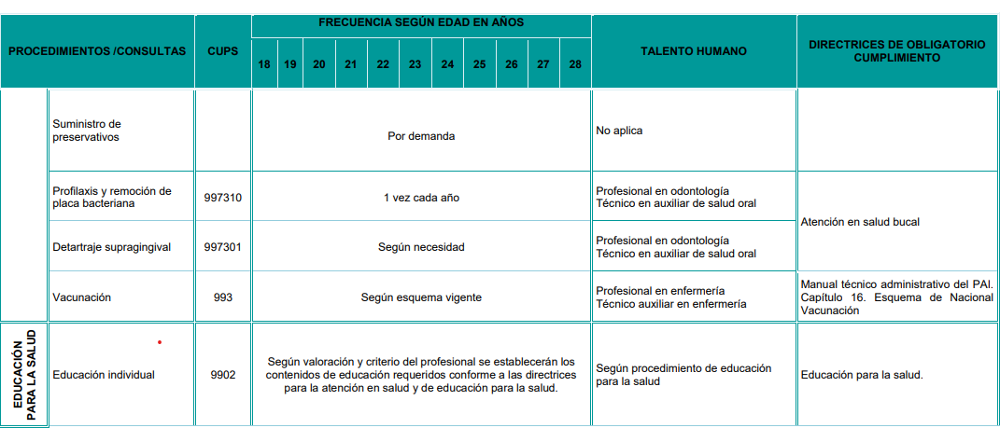 PROCEDIMIENTOS /CONSULTAS
CUPS
FRECUENCIA SEGÚN EDAD EN AÑOS
18 19 20 21 22 23 24 25 26 27 28
TALENTO HUMANO
DIRECTRICES DE OBLIGATORIO
CUMPLIMIENTO
Suministro de
preservativos
Por demanda
No aplica
Profilaxis y remoción de
placa bacteriana
997310
1 vez cada año
Profesional en odontología
Técnico en auxiliar de salud oral
Atención en salud bucal
Detartraje supragingival
997301
Según necesidad
Profesional en odontología
Técnico en auxiliar de salud oral
Vacunación
993
Según esquema vigente
Profesional en enfermería
Técnico auxiliar en enfermería
Manual técnico administrativo del PAI.
Capítulo 16. Esquema de Nacional
Vacunación
EDUCACIÓN
PARA LA SALUD
Educación individual
9902
Según valoración y criterio del profesional se establecerán los
contenidos de educación requeridos conforme a las directrices
para la atención en salud y de educación para la salud.
Según procedimiento de educación
para la salud
Educación para la salud.